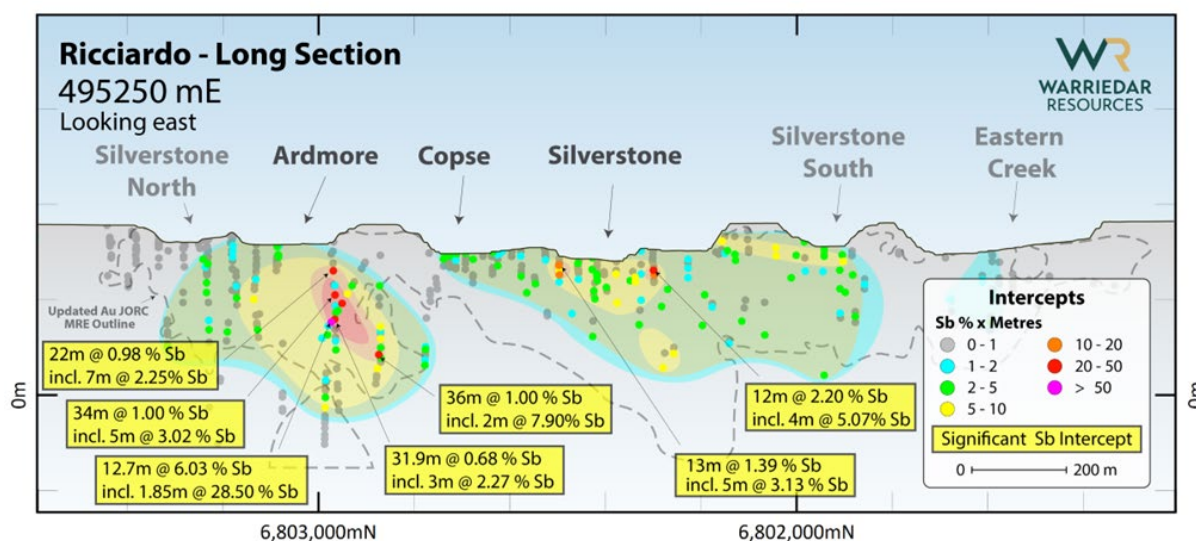 Ricciardo - Long Section
495250 mE
Looking east
WR
WARRIEDAR
RESOURCES
Silverstone
North
Ardmore
Copse
Silverstone
Silverstone
South
Eastern
Creek
Updated Au JORC
MRE Outline
22m @ 0.98 % Sb
incl. 7m @ 2.25% Sb
34m @ 1.00 % Sb
incl. 5m @ 3.02 % Sb
12.7m @ 6.03 % Sb
incl. 1.85m @ 28.50 % Sb
36m @ 1.00 % Sb
incl. 2m @ 7.90% Sb
31.9m @ 0.68 % Sb
incl. 3m @ 2.27% Sb
12m @ 2.20 % Sb
incl. 4m @ 5.07% Sb
13m @ 1.39 % Sb
incl. 5m @ 3.13 % Sb
Intercepts
Sb % x Metres
0 - 1
1 - 2
2 - 5
5 - 10
10 - 20
20 - 50
> 50
Significant Sb Intercept
0 200 m
0m
0m
6,803,000mN
6,802,000mN